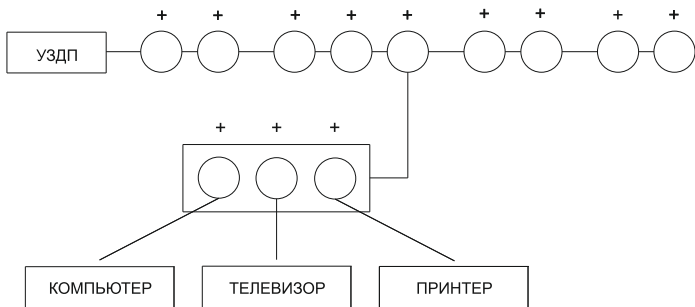 + + + + + + + + +
УЗДП
+ + +
КОМПЬЮТЕР ТЕЛЕВИЗОР ПРИНТЕР